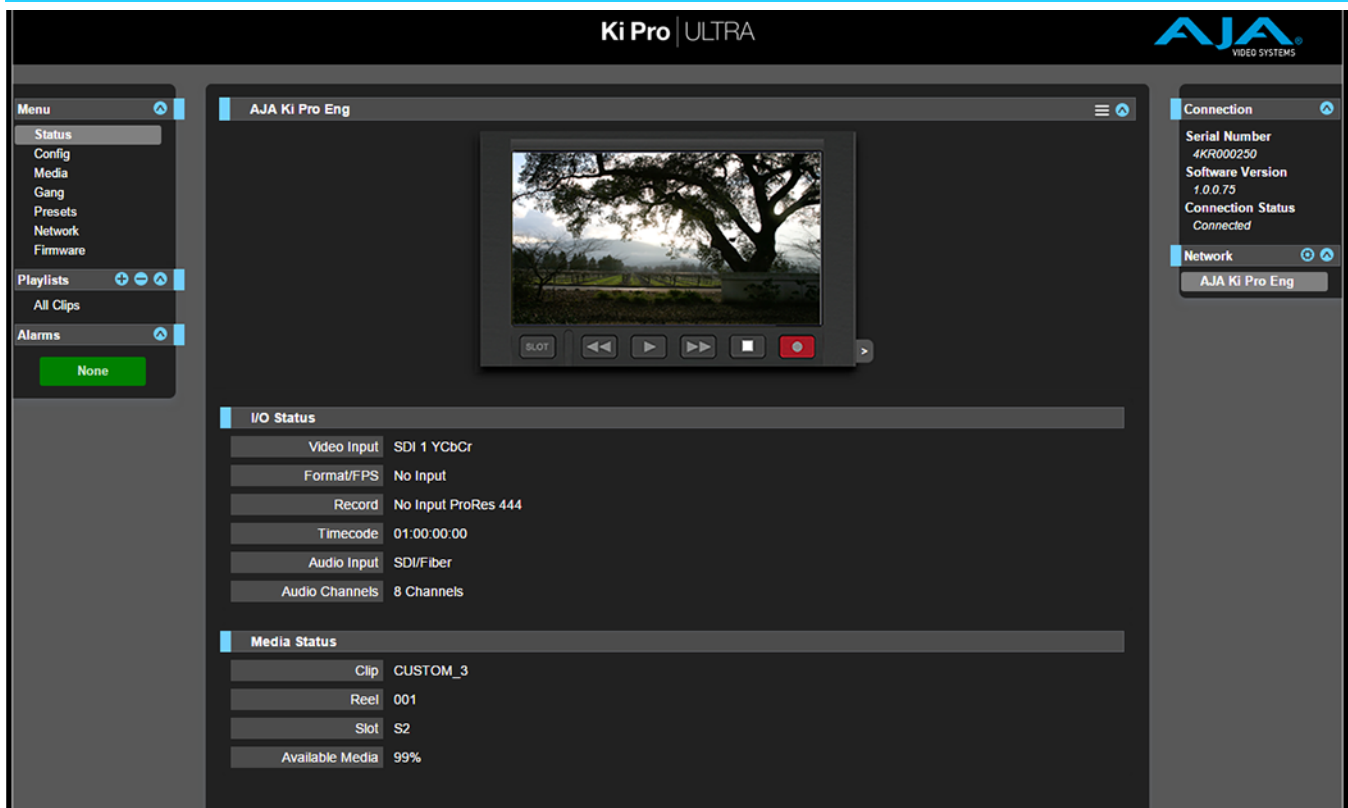 Ki Pro | ULTRA
AJA
VIDEO SYSTEMS
Menu
Status
Config
Media
Gang
Presets
Network
Firmware
Playlists
All Clips
Alarms
None
AJA Ki Pro Eng
SLOT
>
I/O Status
Video Input SDI 1 YCbCr
Format/FPS No Input
Record No Input ProRes 444
Timecode 01:00:00:00
Audio Input SDI/Fiber
Audio Channels 8 Channels
Media Status
Clip CUSTOM_3
Reel 001
Slot S2
Available Media 99%
Connection
Serial Number
4KR000250
Software Version
1.0.0.75
Connection Status
Connected
Network
AJA Ki Pro Eng